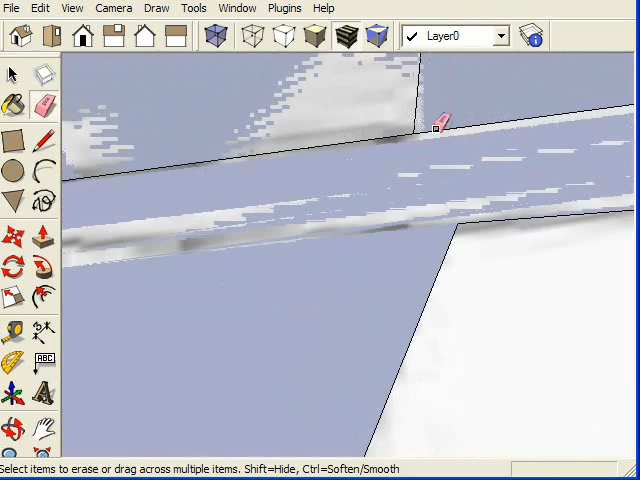 File Edit View Camera Draw Tools Window Plugins Help
Layer0
ABC
A
Select items to erase or drag across multiple items. Shift=Hide, Ctrl=Soften/Smooth